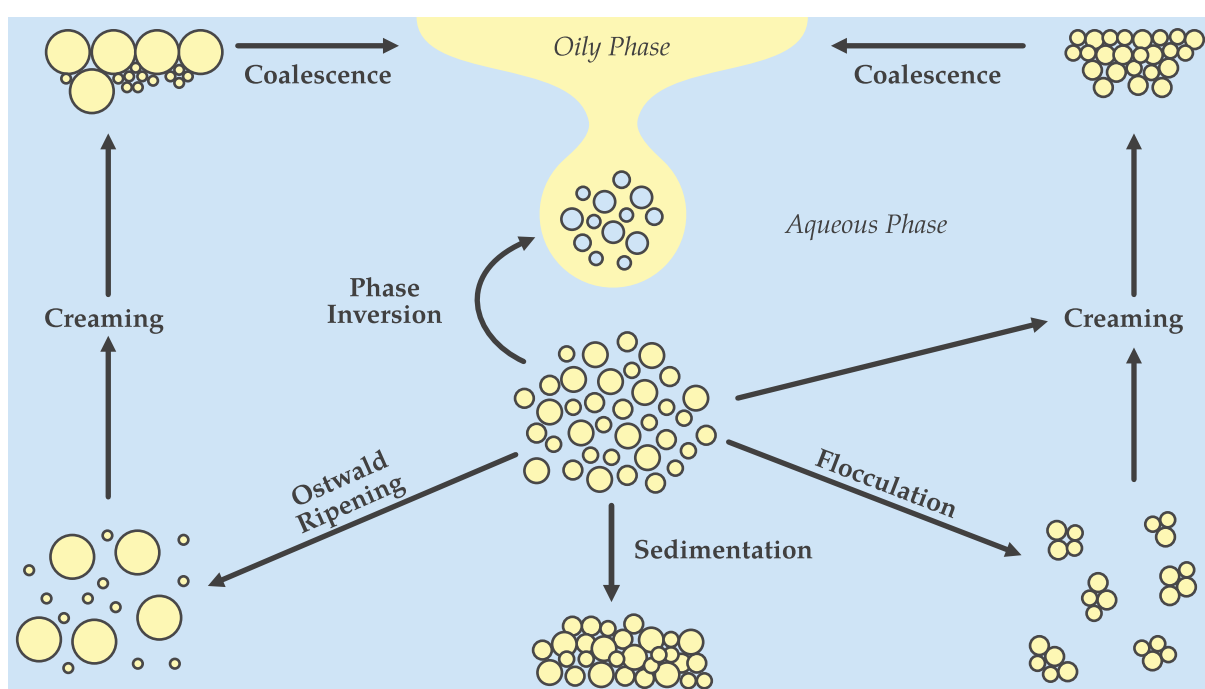 Oily Phase
Coalescence
Coalescence
Aqueous Phase
Phase
Inversion
Creaming
Creaming
Ostwald
Ripening
Flocculation
Sedimentation